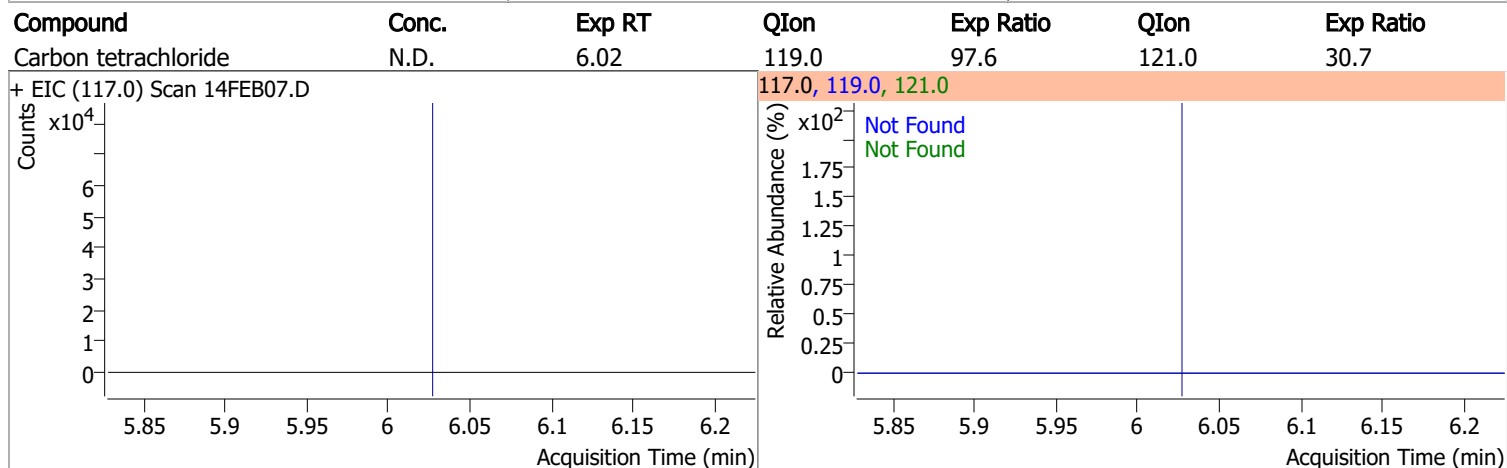 Compound Conc. Exp RT QIon Exp Ratio QIon Exp Ratio
Carbon tetrachloride N.D. 6.02 119.0 97.6 121.0 30.7
+ EIC (117.0) Scan 14FEB07.D
Counts
x10⁴
6
5
4
3
2
1
0
5.85 5.9 5.95 6 6.05 6.1 6.15 6.2
Acquisition Time (min)
117.0, 119.0, 121.0
Relative Abundance (%)
x10²
Not Found
Not Found
1.75
1.5
1.25
1
0.75
0.5
0.25
0
5.85 5.9 5.95 6 6.05 6.1 6.15 6.2
Acquisition Time (min)